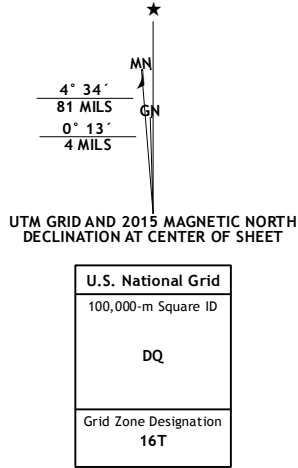 ★
MN
4° 34´
81 MILS
GN
0° 13´
4 MILS
UTM GRID AND 2015 MAGNETIC NORTH
DECLINATION AT CENTER OF SHEET
U.S. National Grid
100,000-m Square ID
DQ
Grid Zone Designation
16T